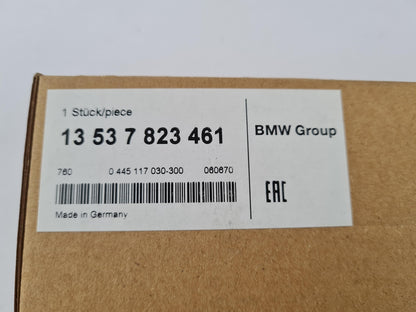 1 Stück/piece
13 53 7 823 461
BMW Group
760 0 445 117 030-300 060670
EAC
Made in Germany